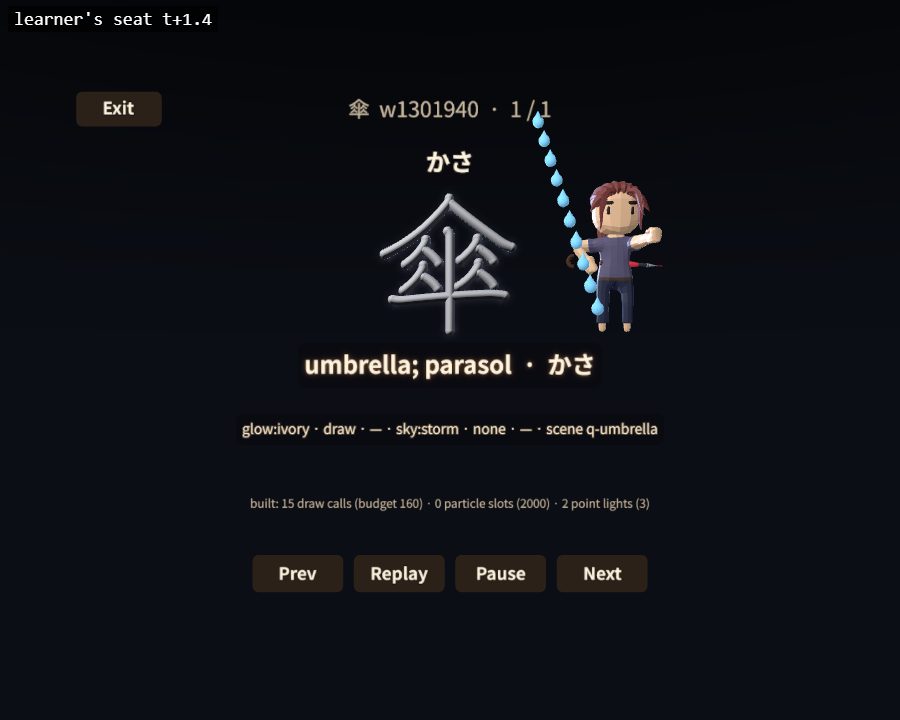 learner's seat t+1.4
Exit
傘 w1301940 · 1 / 1
かさ
傘
umbrella; parasol · かさ
glow:ivory · draw · — · sky:storm · none · — · scene q-umbrella
built: 15 draw calls (budget 160) · 0 particle slots (2000) · 2 point lights (3)
Prev Replay Pause Next